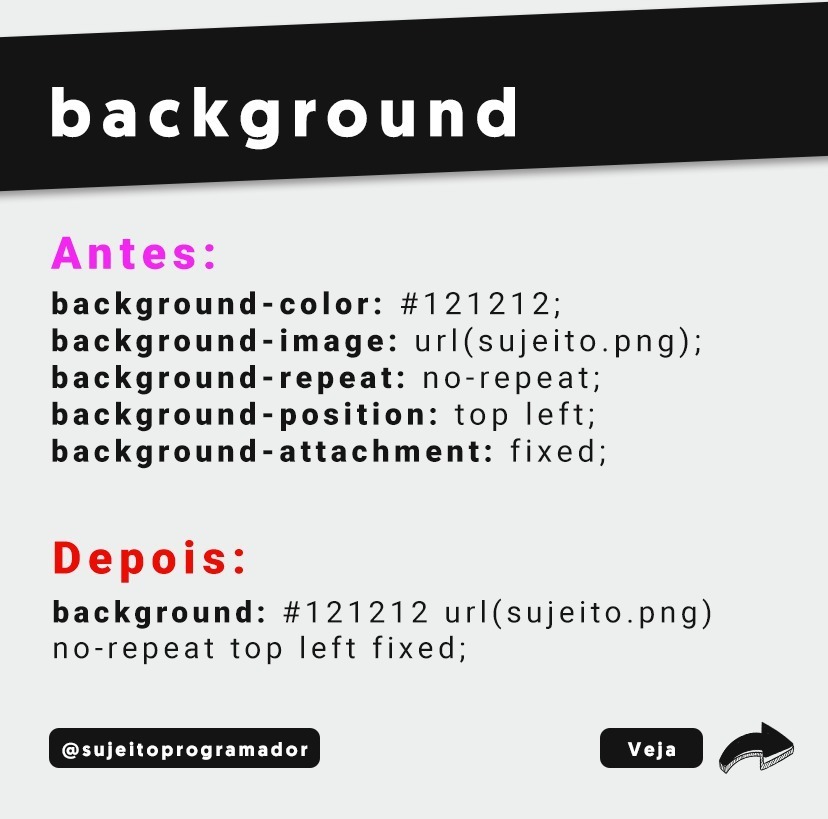 background
Antes:
background-color: #121212;
background-image: url(sujeito.png);
background-repeat: no-repeat;
background-position: top left;
background-attachment: fixed;
Depois:
background: #121212 url(sujeito.png)
no-repeat top left fixed;
@sujeitoprogramador
Veja